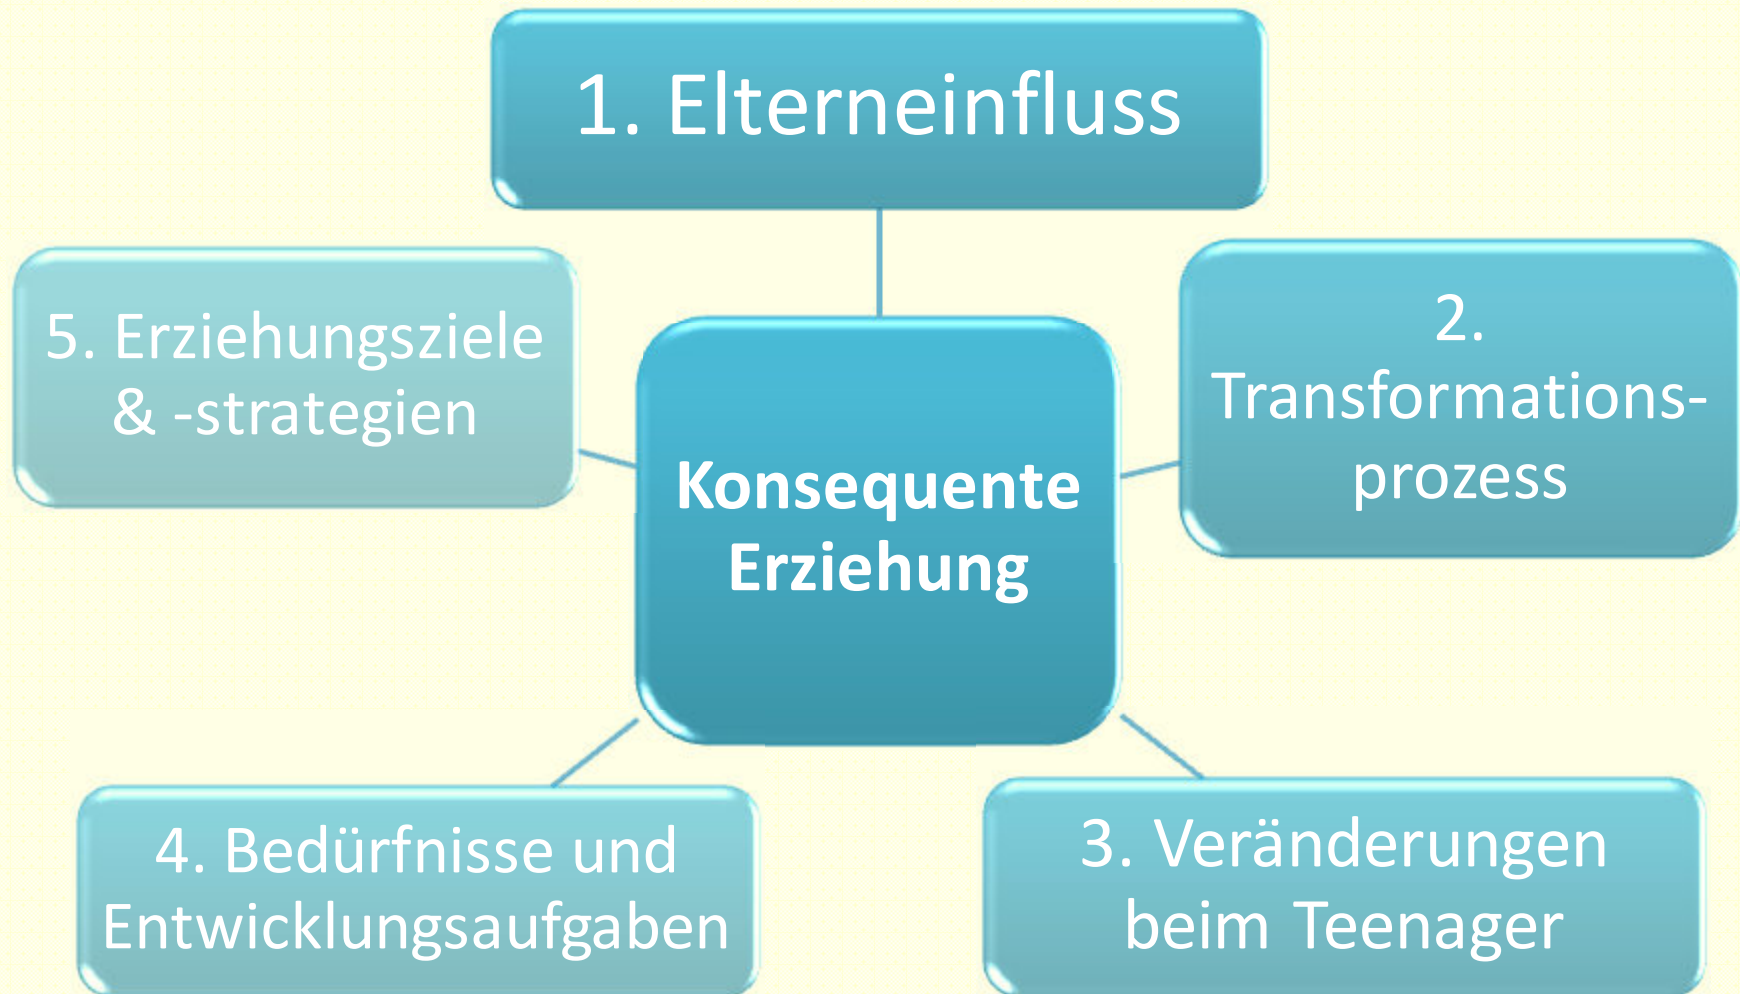 1. Elterneinfluss
2.
Transformations-
prozess
3. Veränderungen
beim Teenager
4. Bedürfnisse und
Entwicklungsaufgaben
5. Erziehungsziele
& -strategien
Konsequente
Erziehung